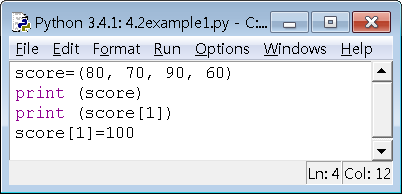 Python 3.4.1: 4.2example1.py - C:...
File Edit Format Run Options Windows Help
score=(80, 70, 90, 60)
print (score)
print (score[1])
score[1]=100
Ln: 4 Col: 12